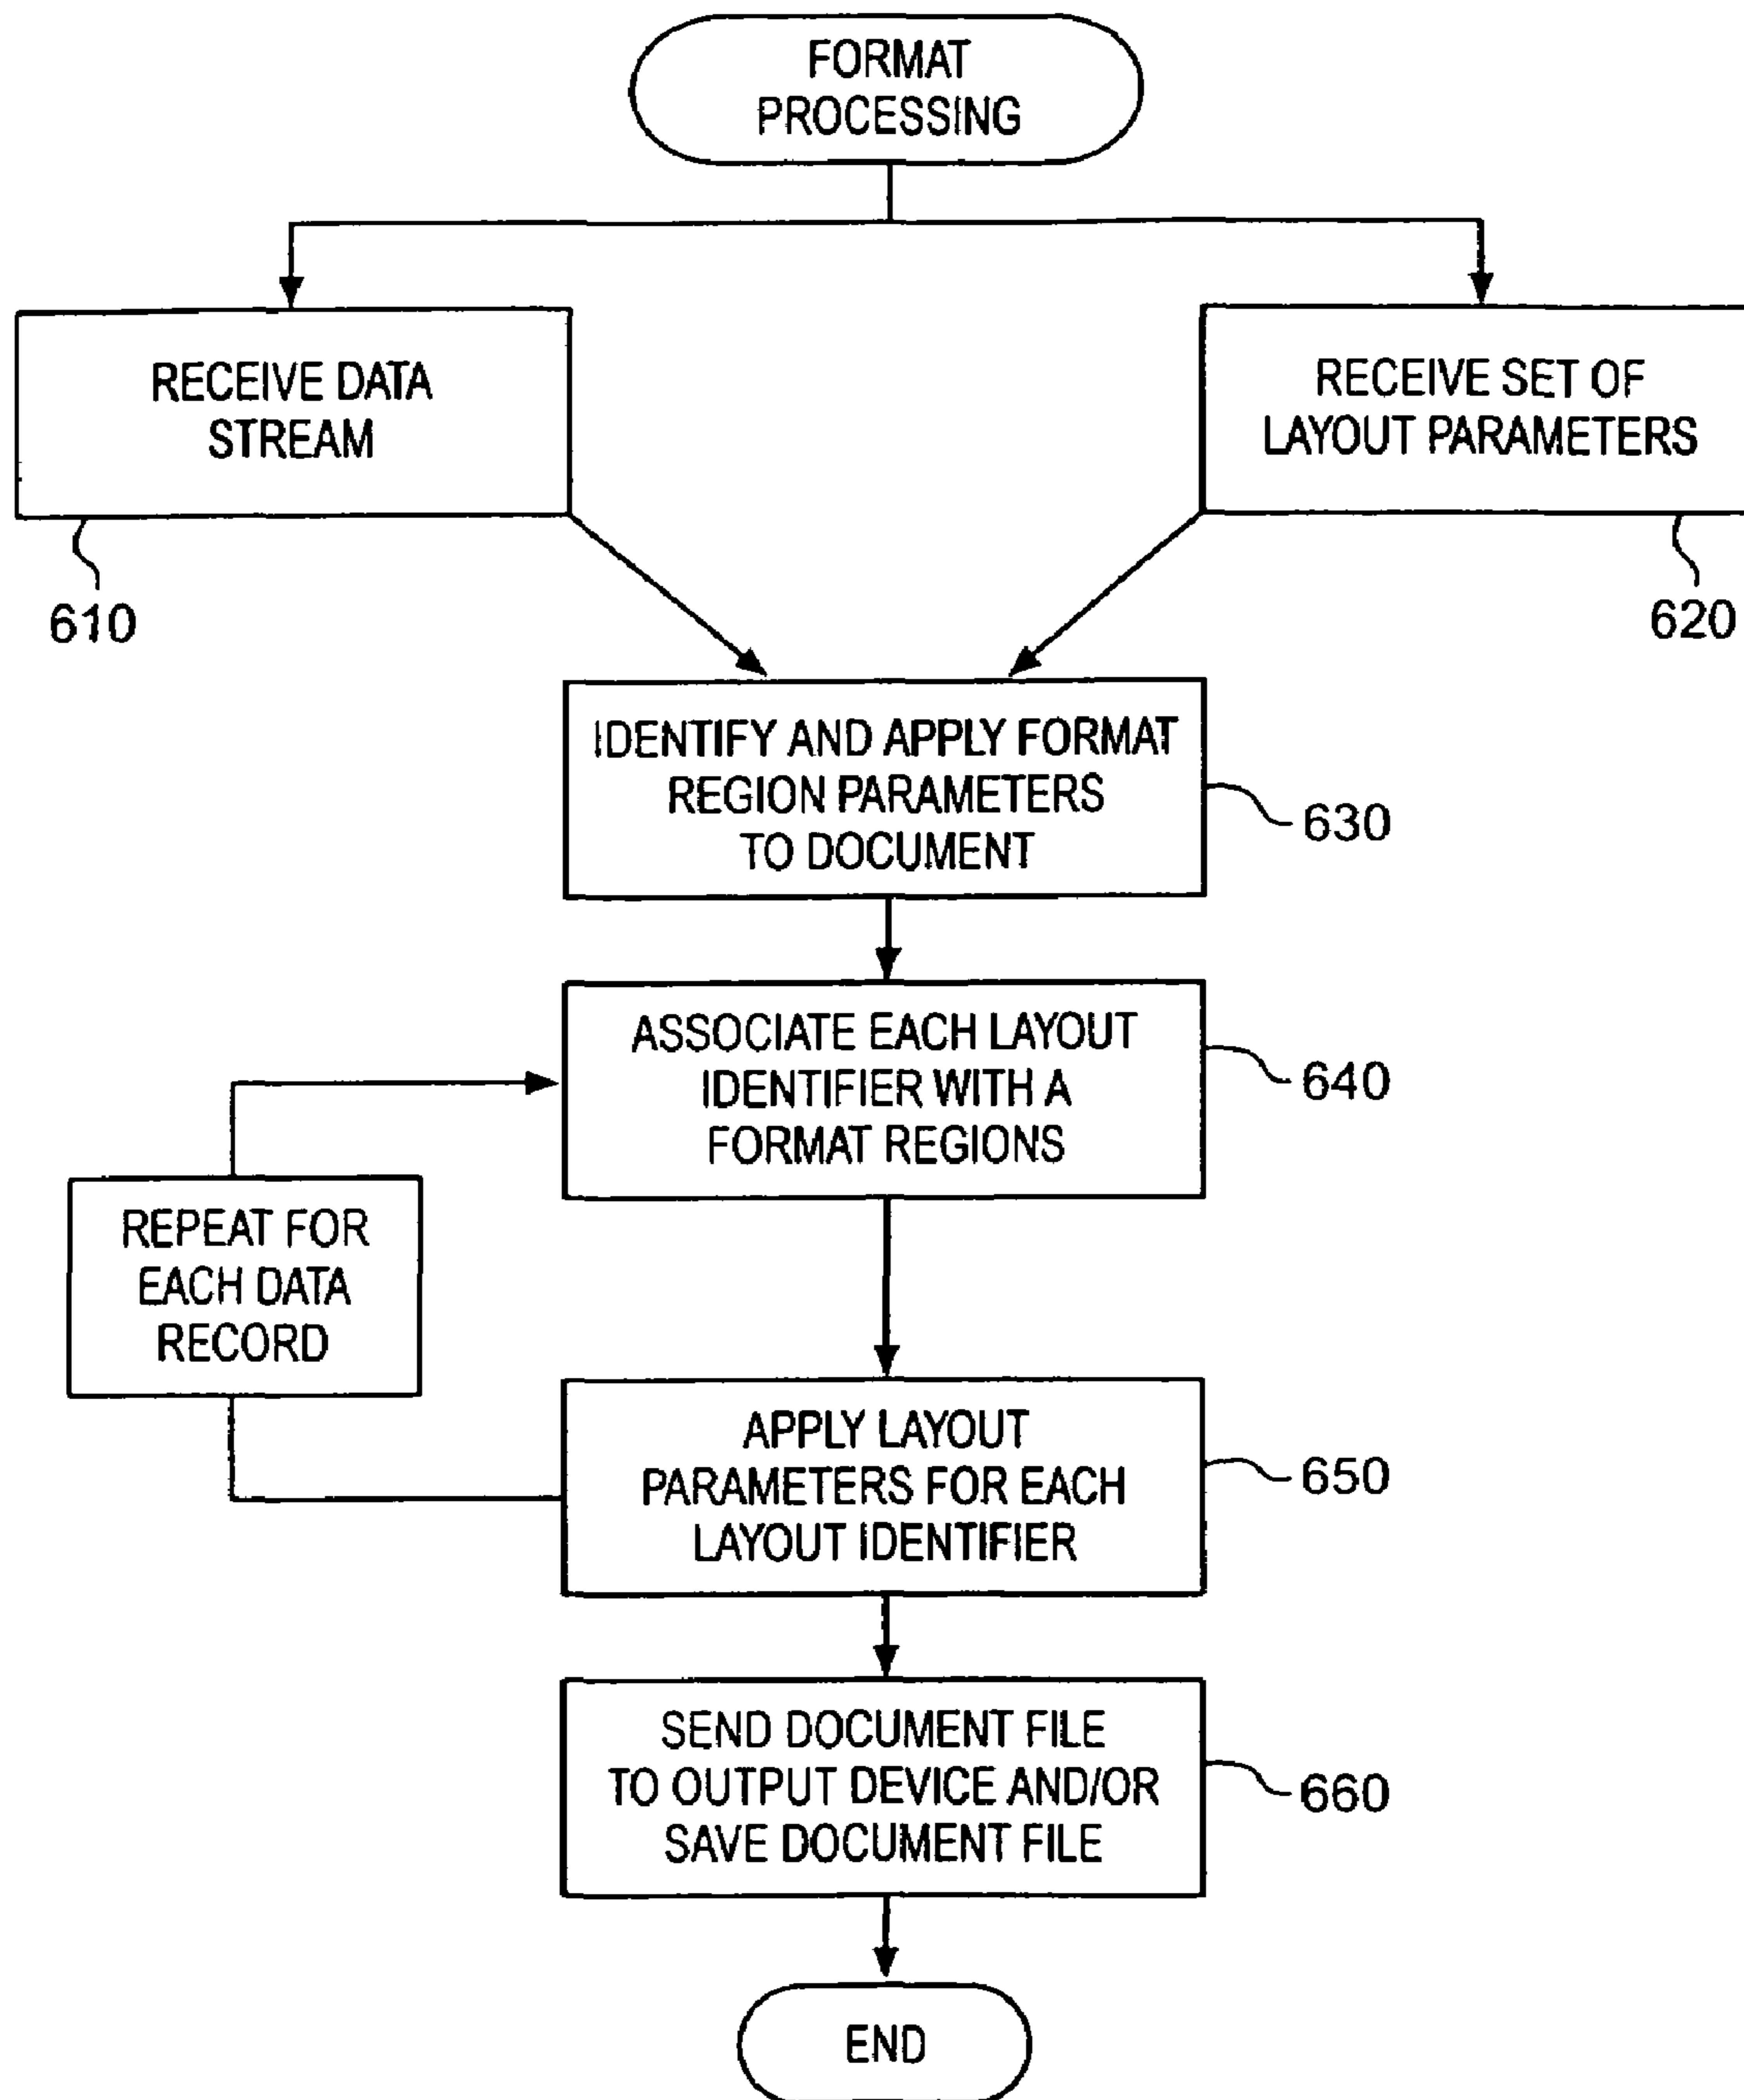 FORMAT
PROCESSING
RECEIVE DATA
STREAM
610
RECEIVE SET OF
LAYOUT PARAMETERS
620
IDENTIFY AND APPLY FORMAT
REGION PARAMETERS
TO DOCUMENT
630
ASSOCIATE EACH LAYOUT
IDENTIFIER WITH A
FORMAT REGIONS
640
REPEAT FOR
EACH DATA
RECORD
APPLY LAYOUT
PARAMETERS FOR EACH
LAYOUT IDENTIFIER
650
SEND DOCUMENT FILE
TO OUTPUT DEVICE AND/OR
SAVE DOCUMENT FILE
660
END